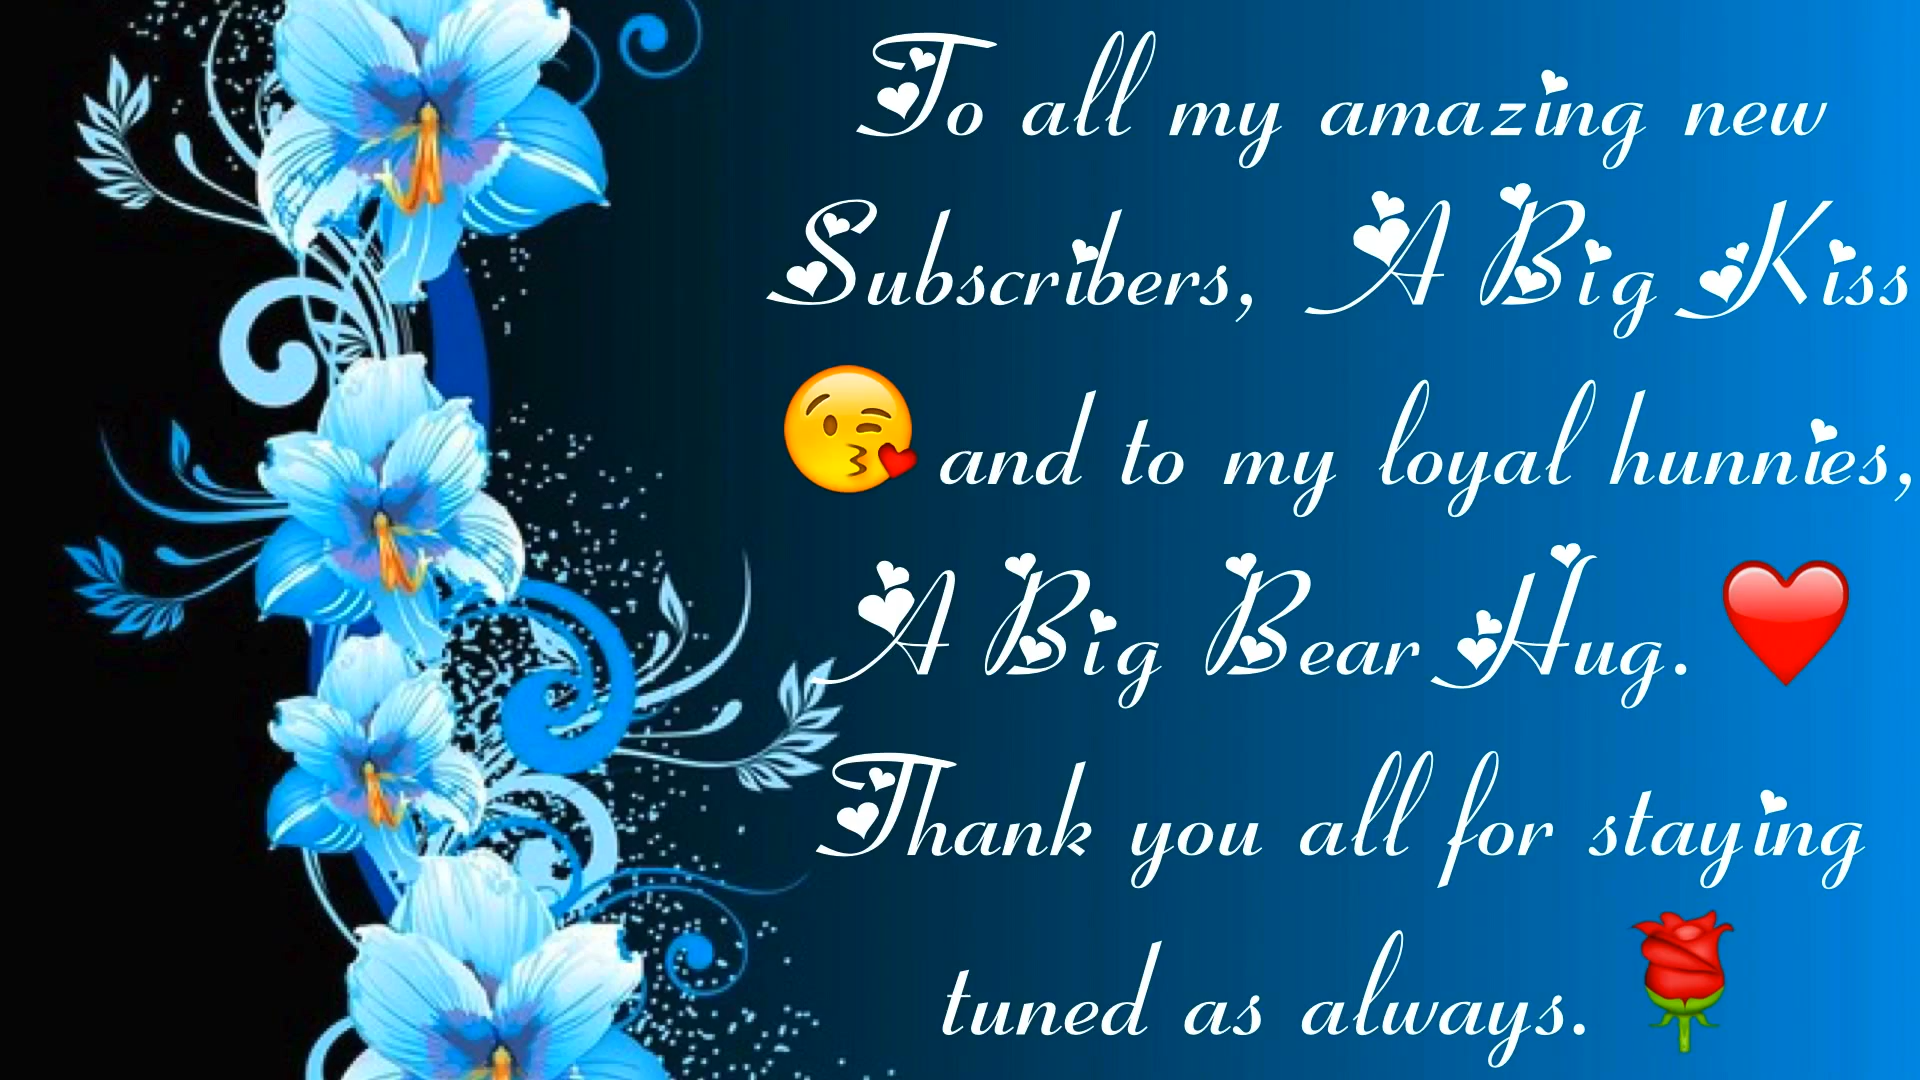 To all my amazing new
Subscribers, A Big Kiss
😘 and to my loyal hunnies,
A Big Bear Hug. ❤️
Thank you all for staying
tuned as always. 🌹